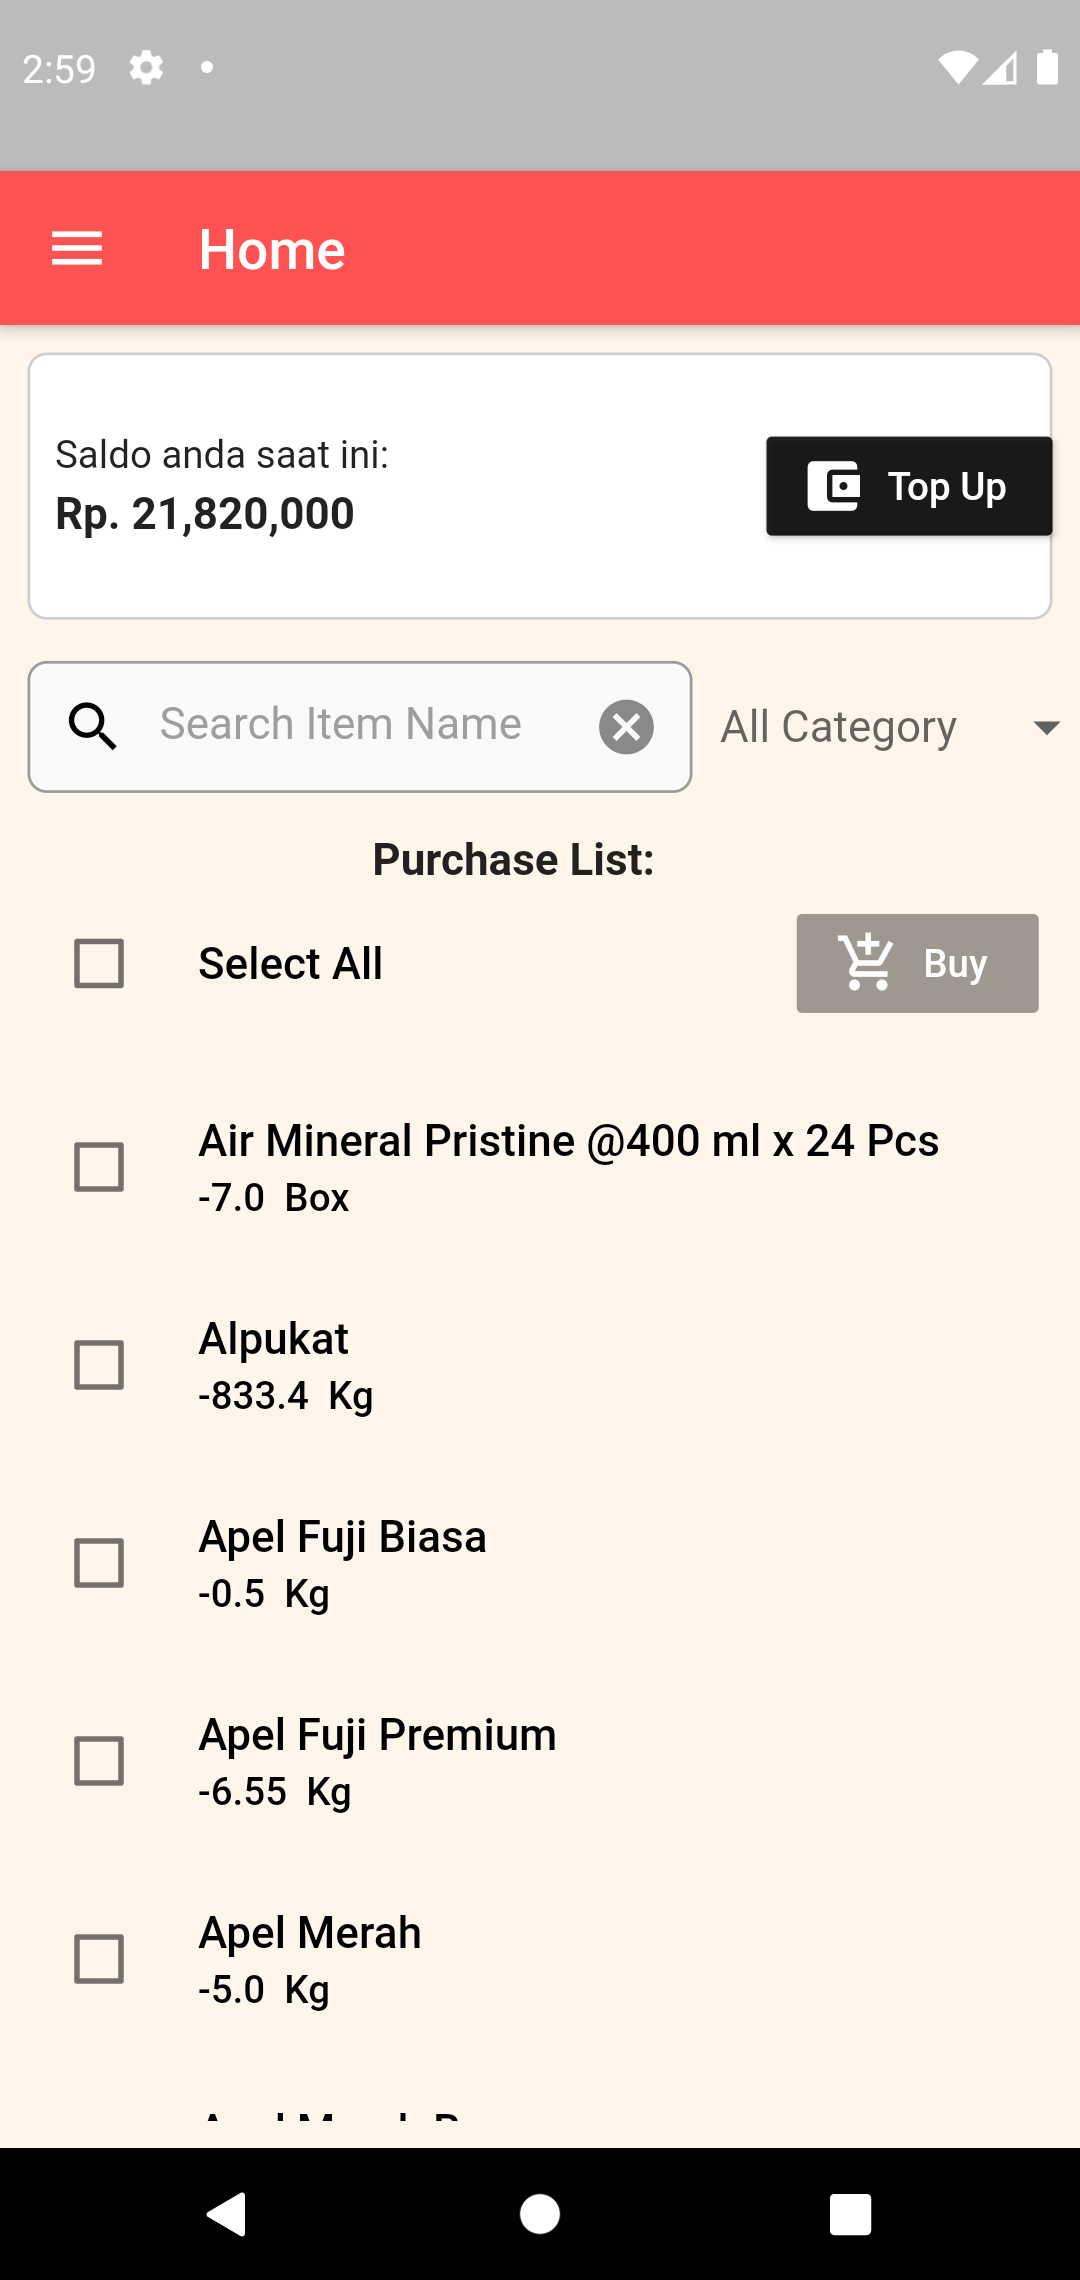 2:59
Home
Saldo anda saat ini:
Rp. 21,820,000
Top Up
Search Item Name
All Category
Purchase List:
Select All
Buy
Air Mineral Pristine @400 ml x 24 Pcs
-7.0 Box
Alpukat
-833.4 Kg
Apel Fuji Biasa
-0.5 Kg
Apel Fuji Premium
-6.55 Kg
Apel Merah
-5.0 Kg